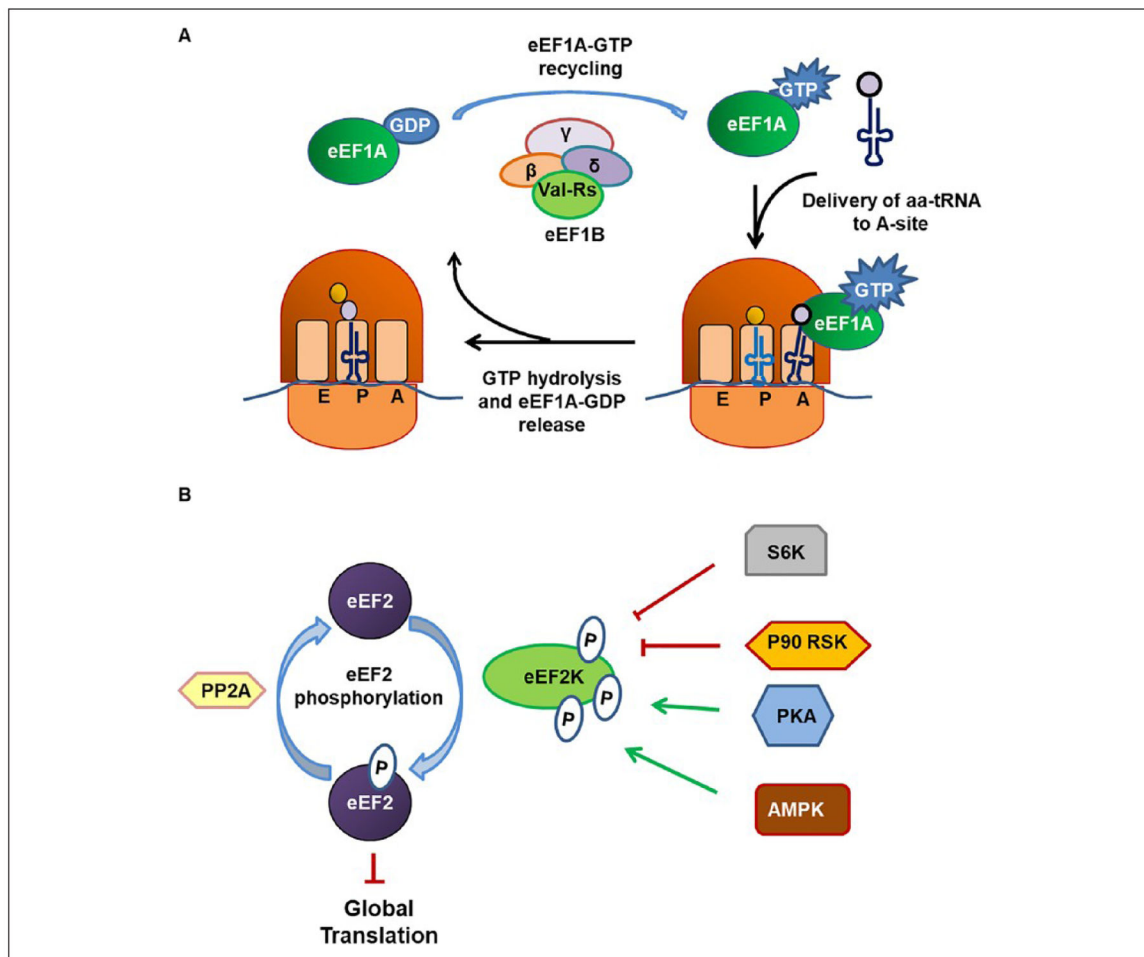 A
eEF1A-GTP
recycling
GTP
eEF1A
GDP
eEF1A
γ
β
δ
Val-Rs
eEF1B
Delivery of aa-tRNA
to A-site
GTP
eEF1A
E P A
GTP hydrolysis
and eEF1A-GDP
release
E P A
B
S6K
eEF2
P90 RSK
P
eEF2
phosphorylation
eEF2K
PP2A
P
P
PKA
P
eEF2
AMPK
Global
Translation